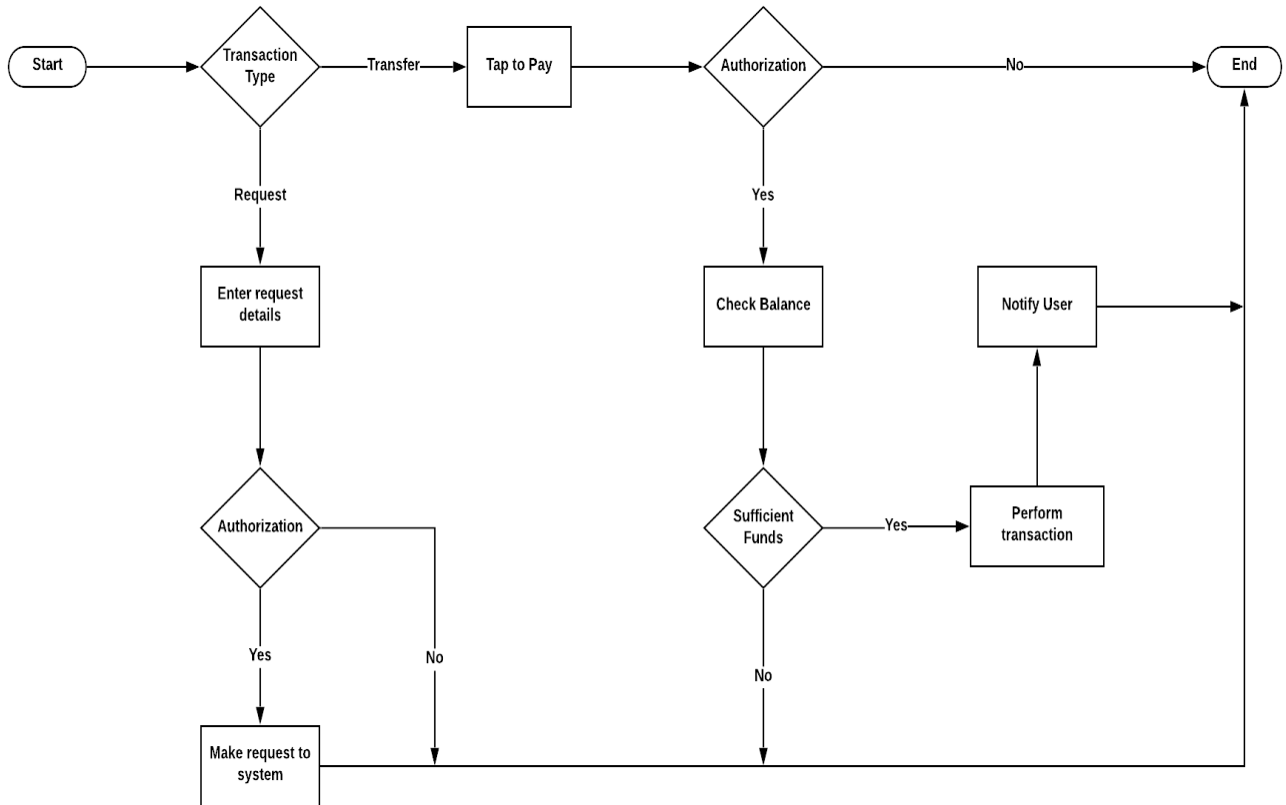 Start
Transaction
Type
Transfer
Tap to Pay
Authorization
No
End
Request
Yes
Enter request
details
Check Balance
Notify User
Authorization
Sufficient
Funds
Yes
Perform
transaction
Yes
No
No
Make request to
system